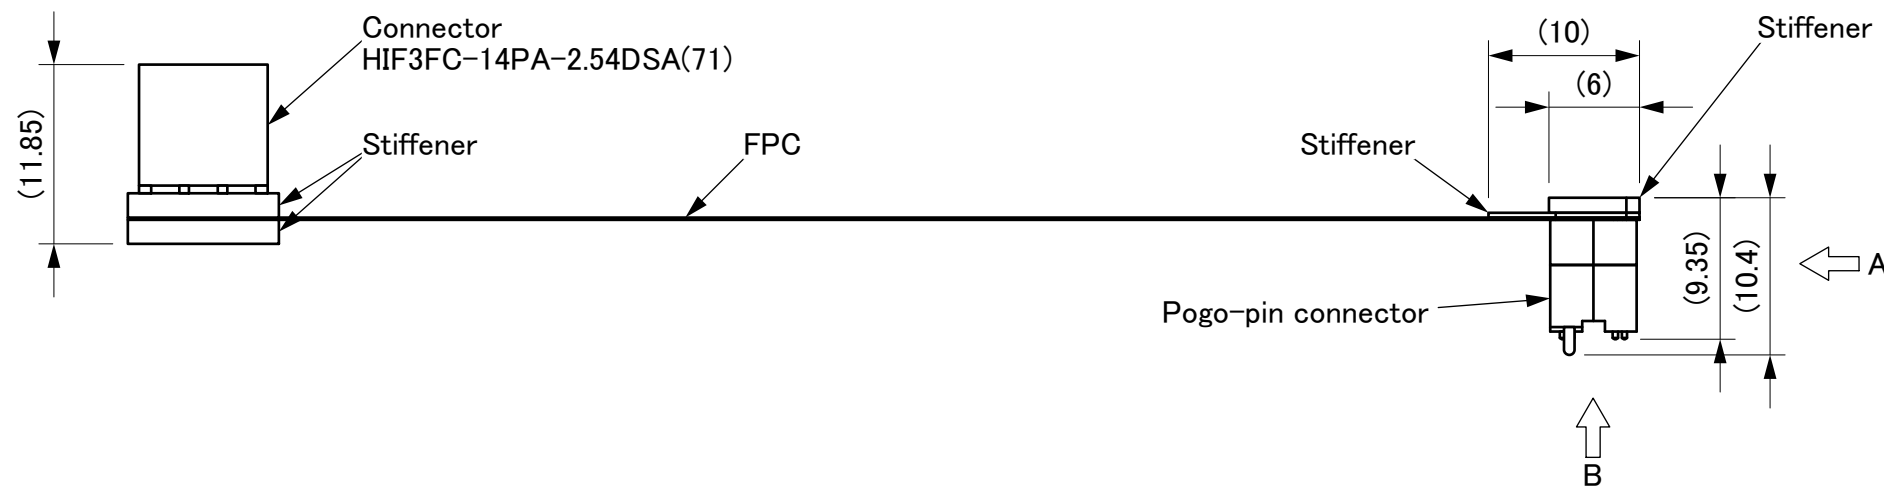 Connector
HIF3FC-14PA-2.54DSA(71)
(10)
Stiffener
(6)
(11.85)
Stiffener
FPC
Stiffener
(9.35)
(10.4)
A
Pogo-pin connector
B